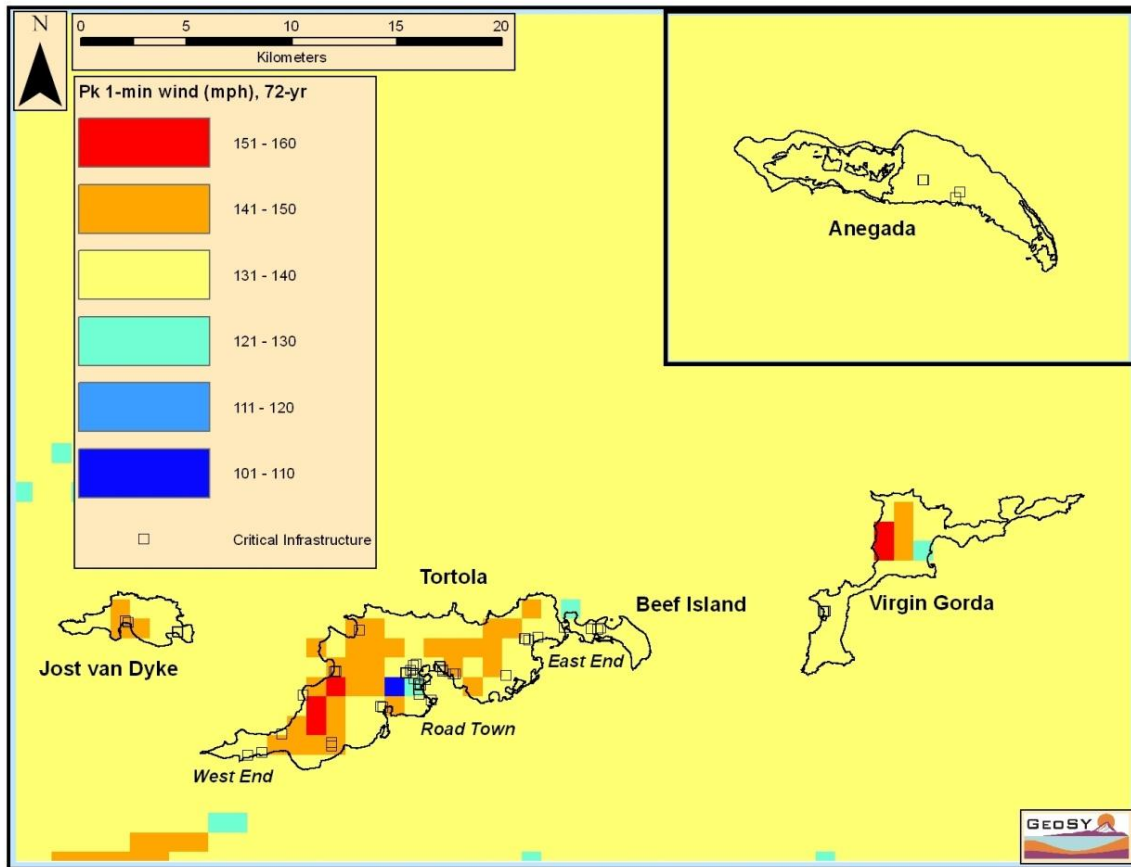 N
0 5 10 15 20
Kilometers
Pk 1-min wind (mph), 72-yr
151 - 160
141 - 150
131 - 140
121 - 130
111 - 120
101 - 110
Critical Infrastructure
Anegada
Tortola
Beef Island
Virgin Gorda
East End
Jost van Dyke
Road Town
West End
GEOSY